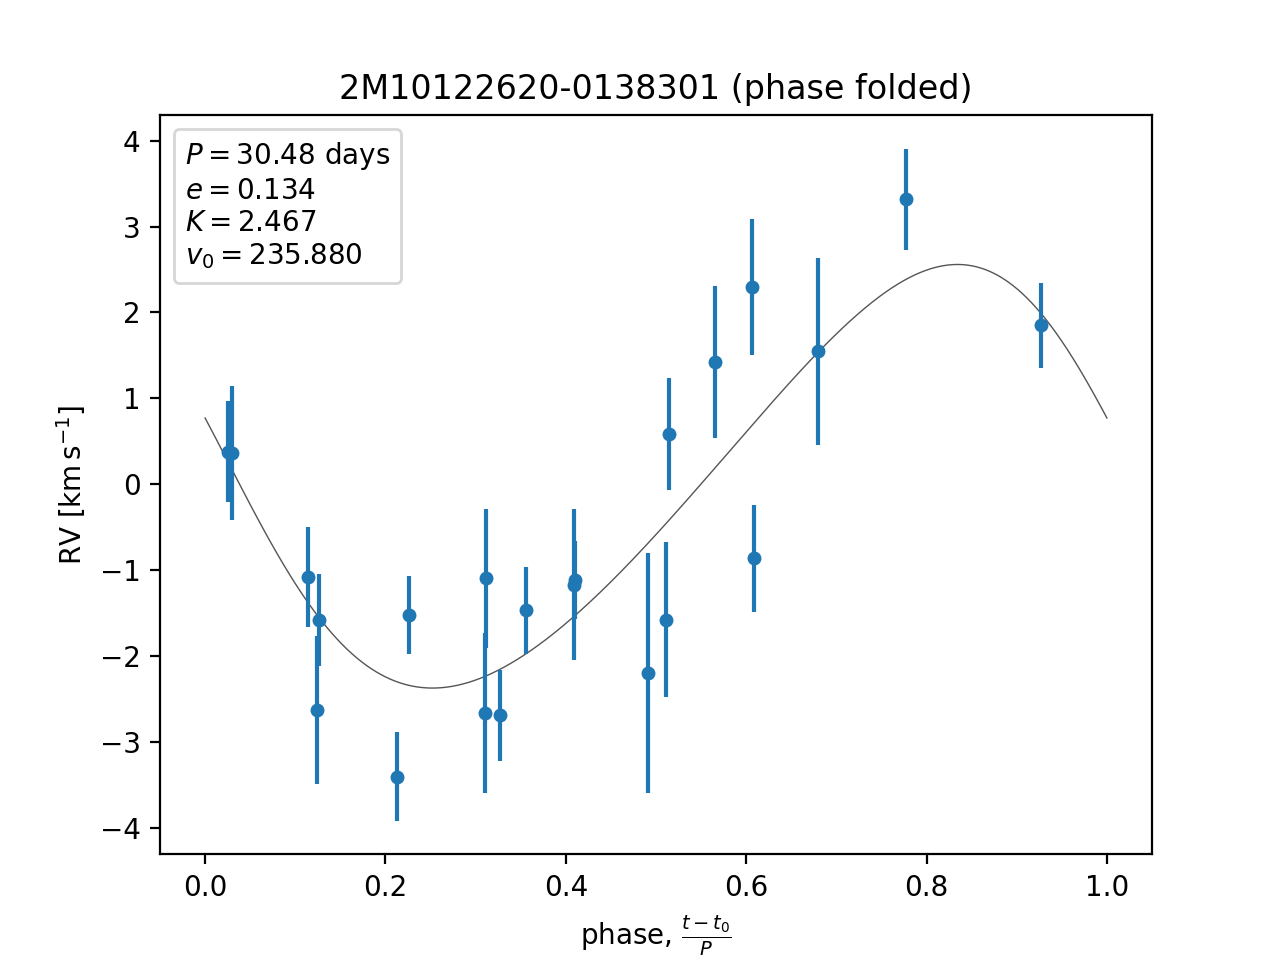 2M10122620-0138301 (phase folded)
P = 30.48 days
e = 0.134
K = 2.467
v₀ = 235.880
4
3
2
1
0
−1
−2
−3
−4
RV [km s⁻¹]
0.0 0.2 0.4 0.6 0.8 1.0
phase, (t − t₀)/P